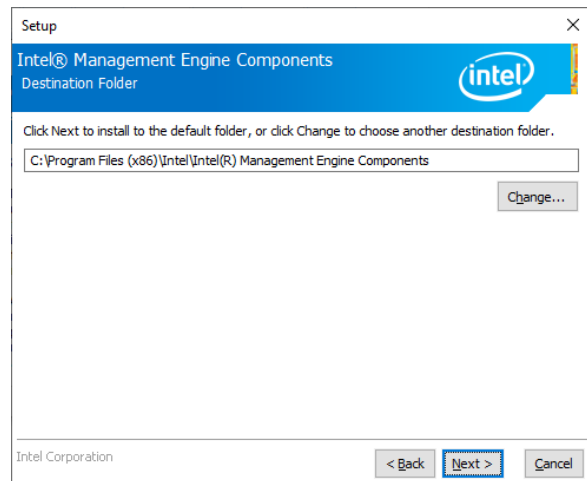 Setup
Intel® Management Engine Components
Destination Folder
intel
Click Next to install to the default folder, or click Change to choose another destination folder.
C:\Program Files (x86)\Intel\Intel(R) Management Engine Components
Change...
Intel Corporation
< Back Next > Cancel